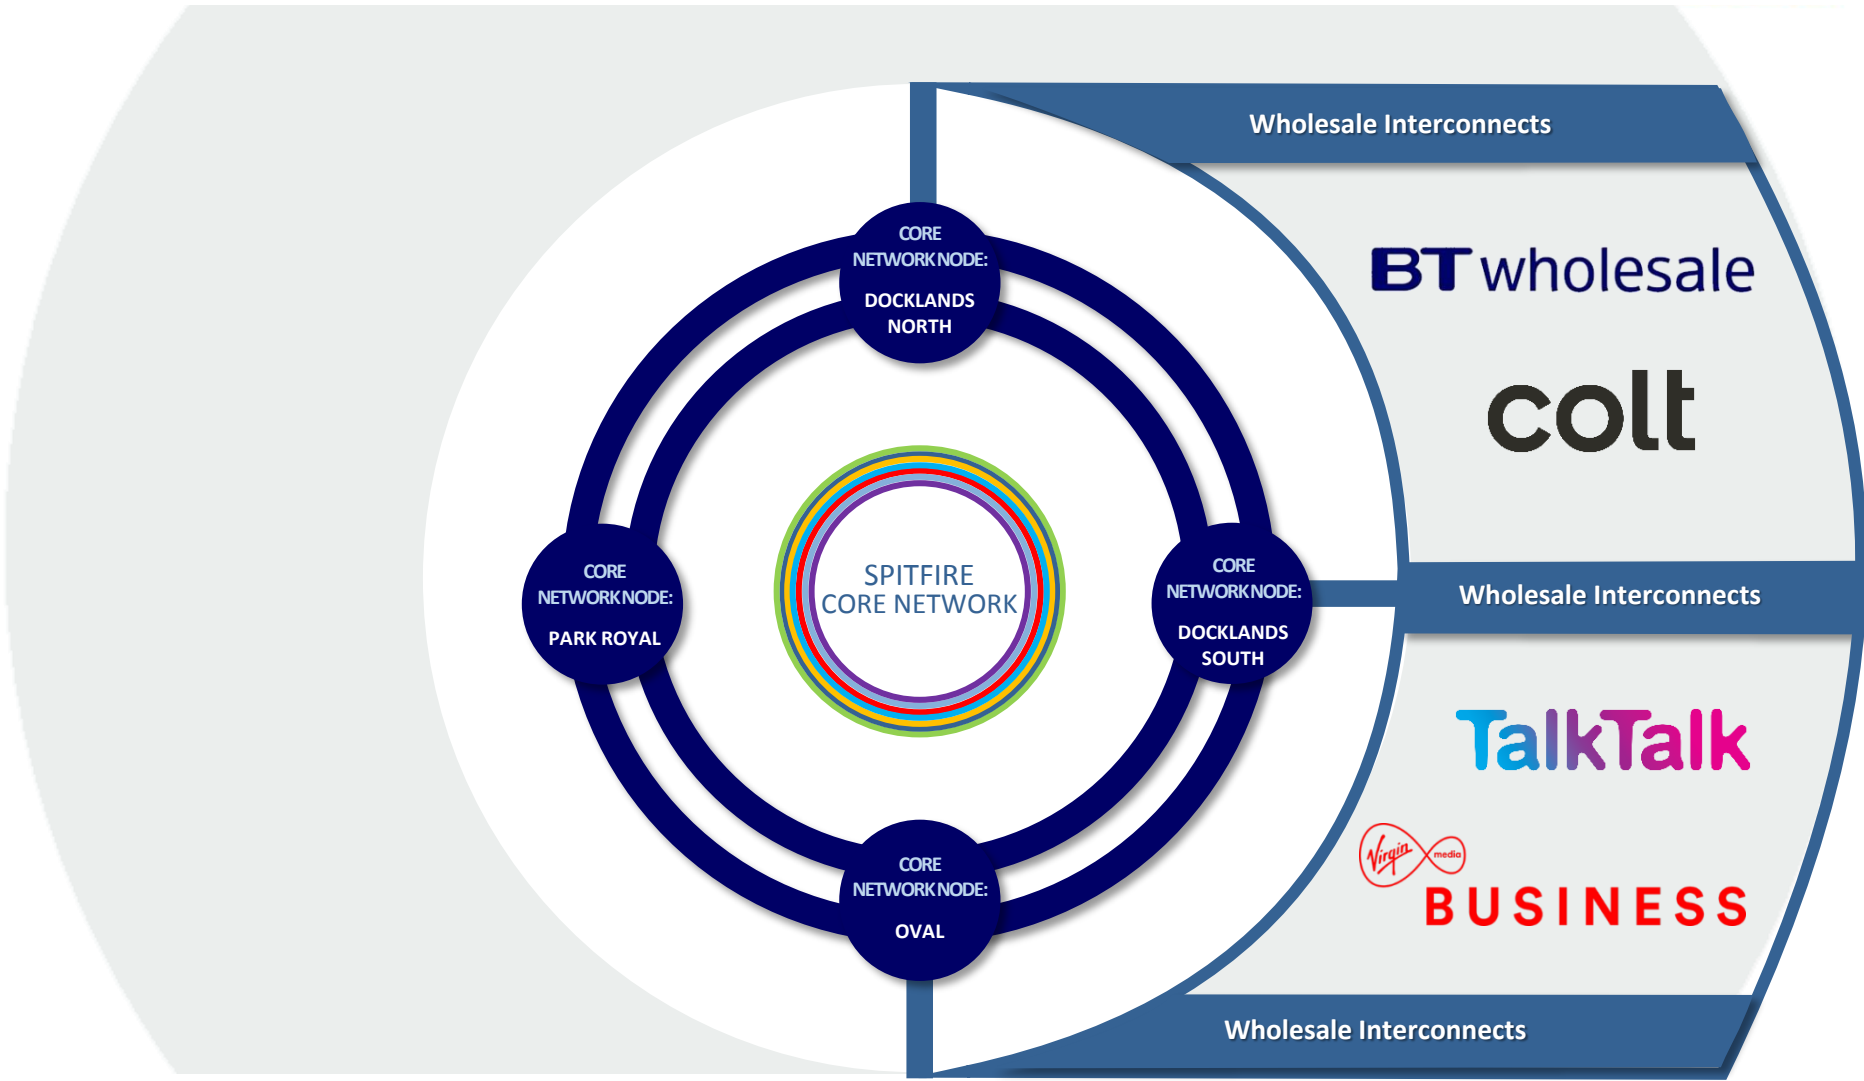 Wholesale Interconnects
BT wholesale
colt
CORE
NETWORK NODE:
DOCKLANDS
NORTH
CORE
NETWORK NODE:
PARK ROYAL
SPITFIRE
CORE NETWORK
CORE
NETWORK NODE:
DOCKLANDS
SOUTH
Wholesale Interconnects
TalkTalk
Virgin media
BUSINESS
CORE
NETWORK NODE:
OVAL
Wholesale Interconnects